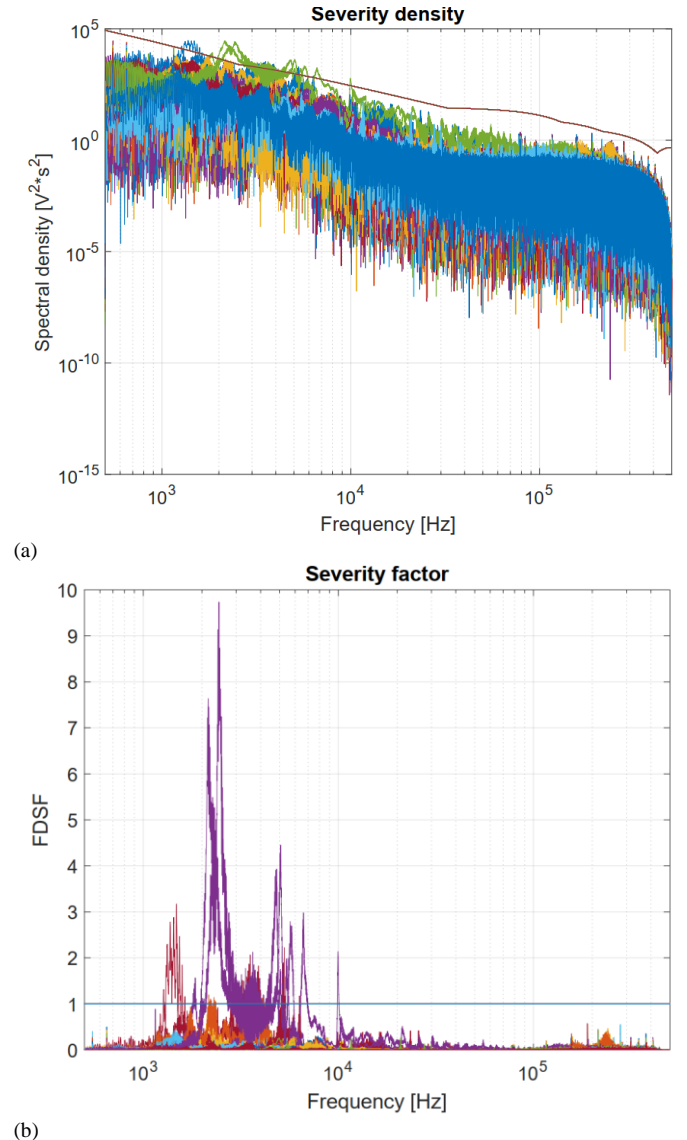 Severity density
10^5
10^0
10^-5
10^-10
10^-15
Spectral density [V^2*s^2]
10^3 10^4 10^5
Frequency [Hz]
(a)
Severity factor
10
9
8
7
6
5
4
3
2
1
0
FDSF
10^3 10^4 10^5
Frequency [Hz]
(b)